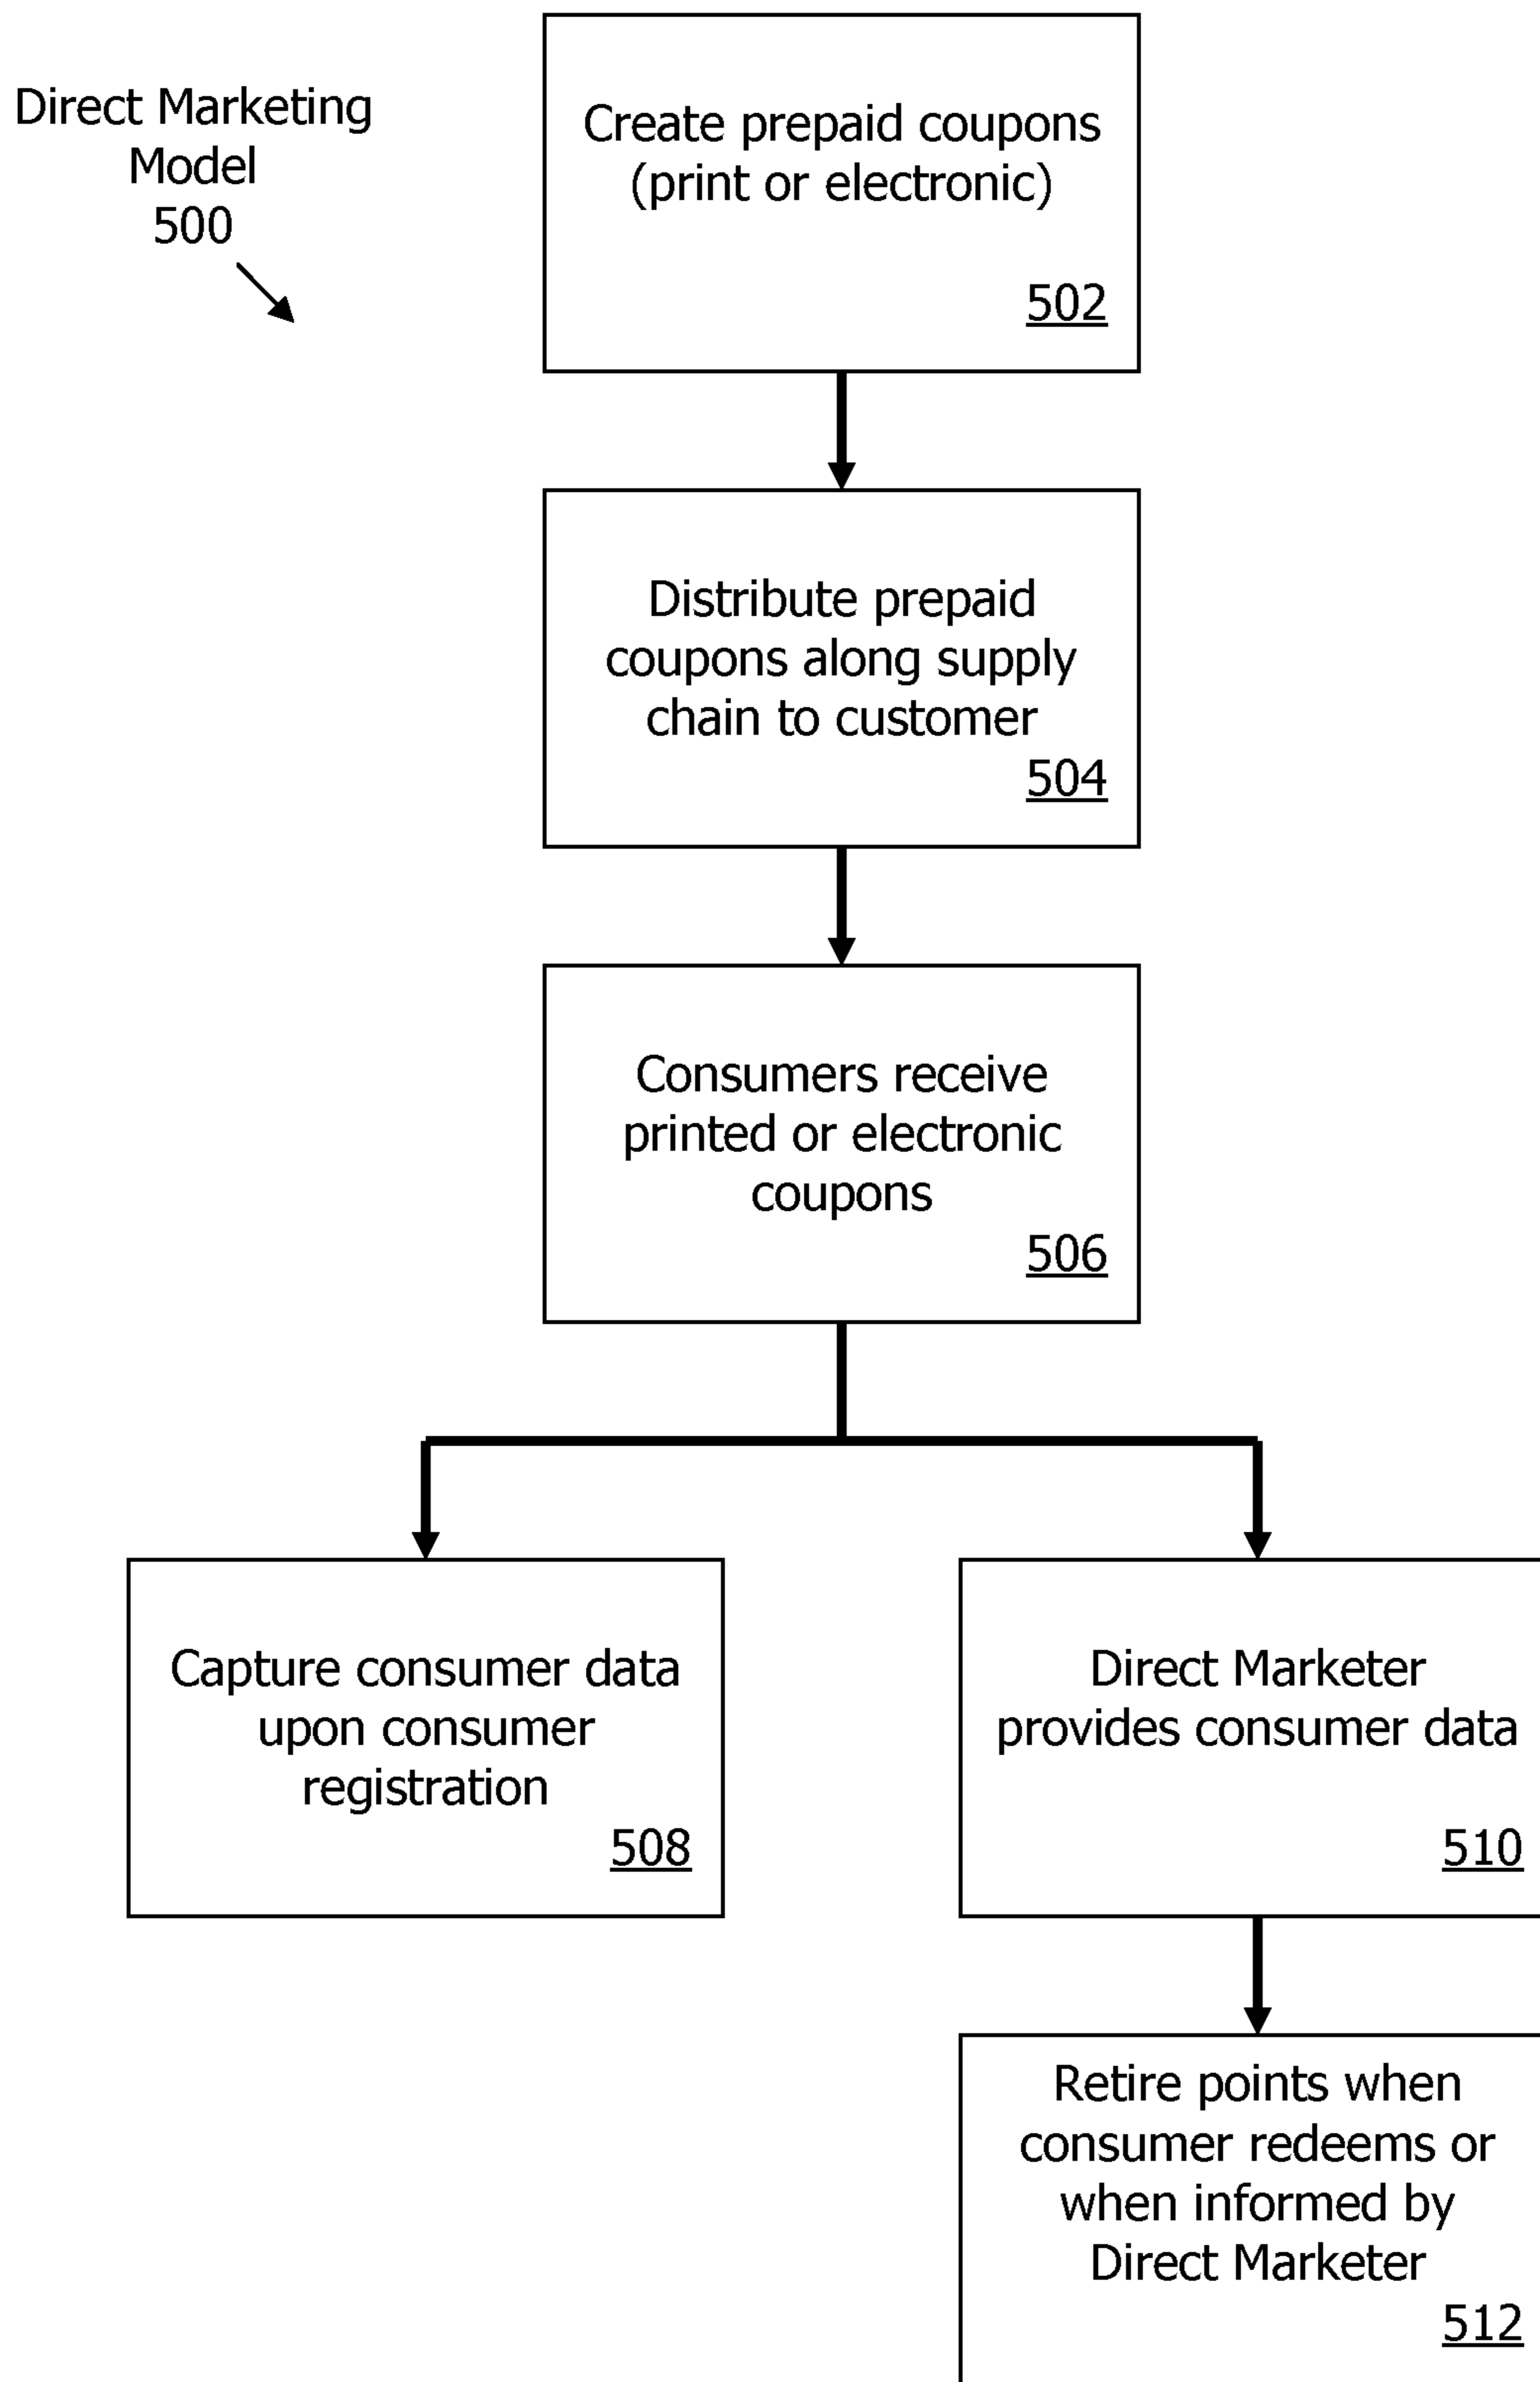 Direct Marketing
Model
500
Create prepaid coupons
(print or electronic)
502
Distribute prepaid
coupons along supply
chain to customer
504
Consumers receive
printed or electronic
coupons
506
Capture consumer data
upon consumer
registration
508
Direct Marketer
provides consumer data
510
Retire points when
consumer redeems or
when informed by
Direct Marketer
512